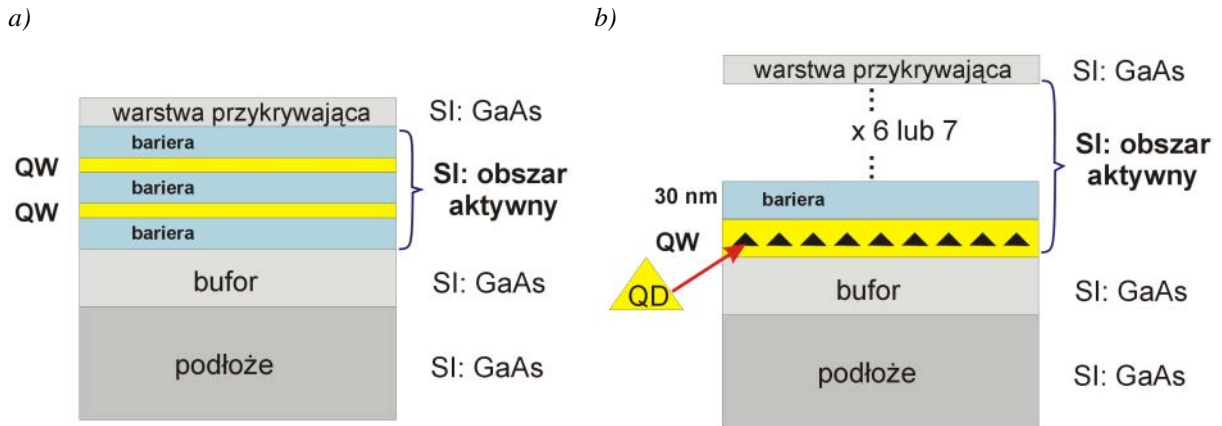 a)
warstwa przykrywająca
SI: GaAs
bariera
QW
bariera
SI: obszar
aktywny
QW
bariera
bufor
SI: GaAs
podłoże
SI: GaAs
b)
warstwa przykrywająca
SI: GaAs
x 6 lub 7
SI: obszar
aktywny
30 nm
bariera
QW
QD
bufor
SI: GaAs
podłoże
SI: GaAs